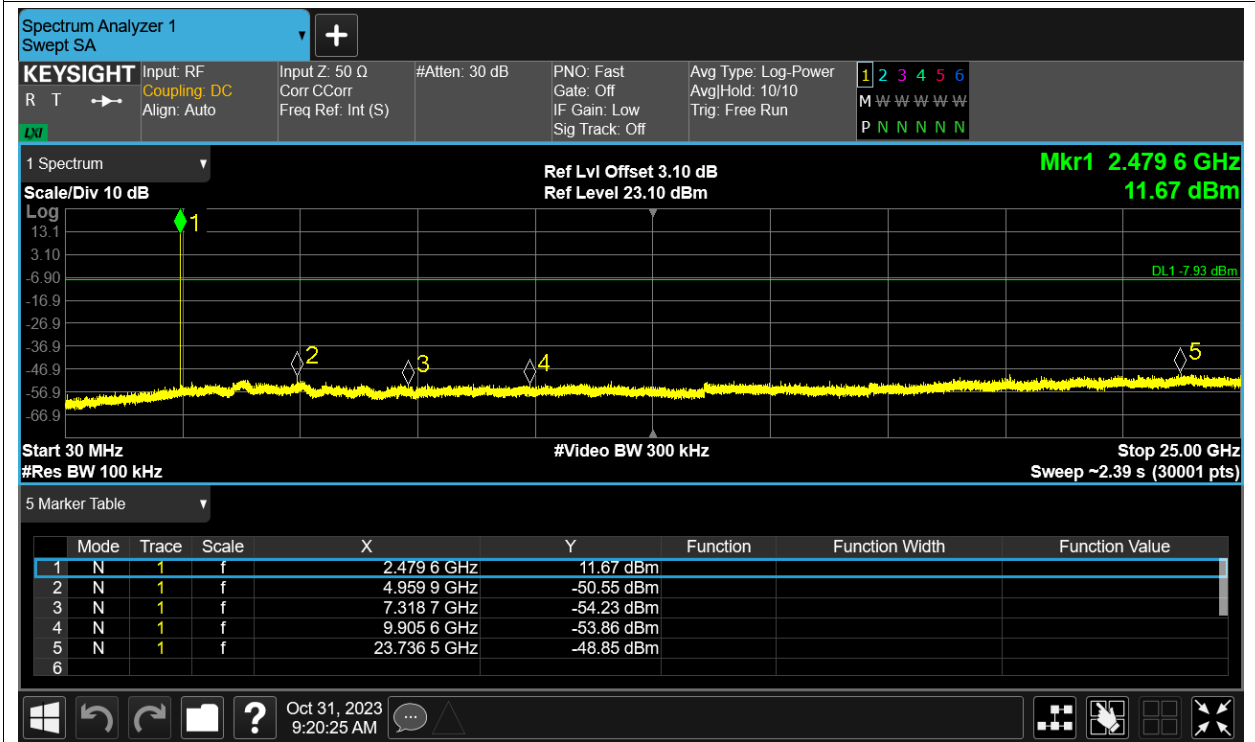 Spectrum Analyzer 1
Swept SA
KEYSIGHT
R T
LXI
Input: RF
Coupling: DC
Align: Auto
Input Z: 50 Ω
Corr CCorr
Freq Ref: Int (S)
#Atten: 30 dB
PNO: Fast
Gate: Off
IF Gain: Low
Sig Track: Off
Avg Type: Log-Power
Avg|Hold: 10/10
Trig: Free Run
1 2 3 4 5 6
M W W W W W
P N N N N N
1 Spectrum
Scale/Div 10 dB
Ref Lvl Offset 3.10 dB
Ref Level 23.10 dBm
Mkr1 2.479 6 GHz
11.67 dBm
Log
13.1
3.10
-6.90
-16.9
-26.9
-36.9
-46.9
-56.9
-66.9
1
DL1 -7.93 dBm
2
3
4
5
Start 30 MHz
#Res BW 100 kHz
#Video BW 300 kHz
Stop 25.00 GHz
Sweep ~2.39 s (30001 pts)
5 Marker Table
Mode Trace Scale X Y Function Function Width Function Value
1 N 1 f 2.479 6 GHz 11.67 dBm
2 N 1 f 4.959 9 GHz -50.55 dBm
3 N 1 f 7.318 7 GHz -54.23 dBm
4 N 1 f 9.905 6 GHz -53.86 dBm
5 N 1 f 23.736 5 GHz -48.85 dBm
6
?
Oct 31, 2023
9:20:25 AM